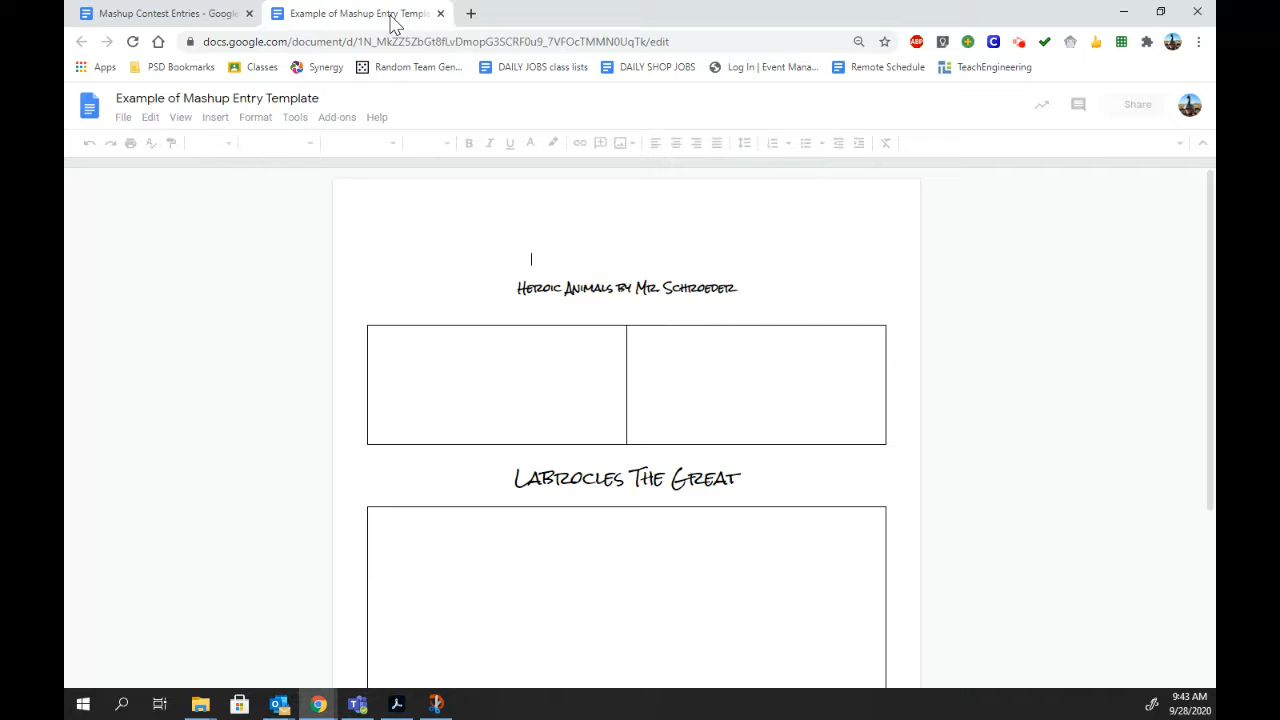 Mashup Contest Entries - Google
Example of Mashup Entry Templ
docs.google.com/document/d/1N_MkZZ5ZbGt8fLvDmopG3SCRF0u9_7VFOcTMMN0UqTk/edit
ABP
Apps
PSD Bookmarks
Classes
Synergy
Random Team Gen...
DAILY JOBS class lists
DAILY SHOP JOBS
Log In | Event Mana...
Remote Schedule
TeachEngineering
Example of Mashup Entry Template
Share
File Edit View Insert Format Tools Add-ons Help
Heroic Animals by Mr. Schroeder
Labrocles The Great
9:43 AM
9/28/2020